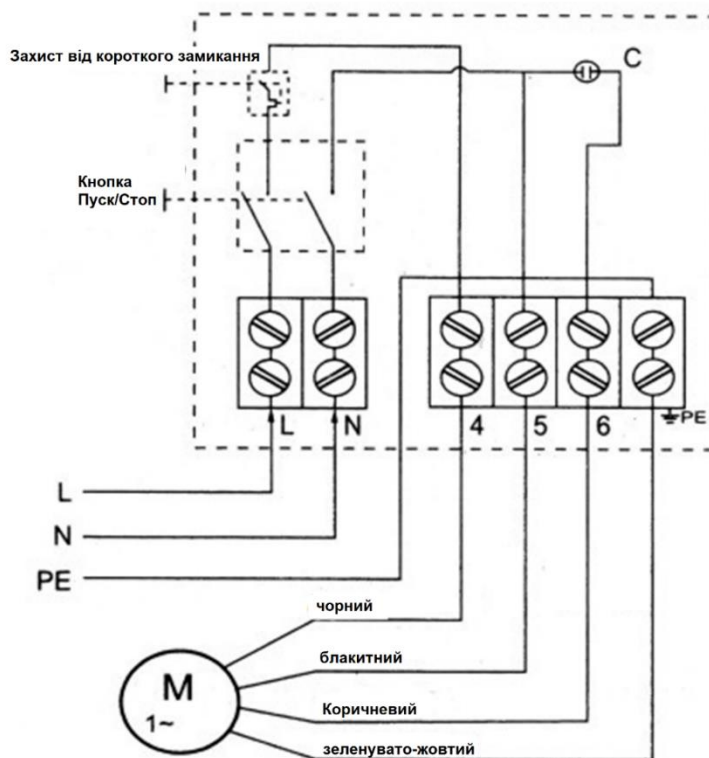 Захист від короткого замикання
C
Кнопка
Пуск/Стоп
L N 4 5 6 PE
L
N
PE
чорний
блакитний
Коричневий
зеленувато-жовтий
M
1~